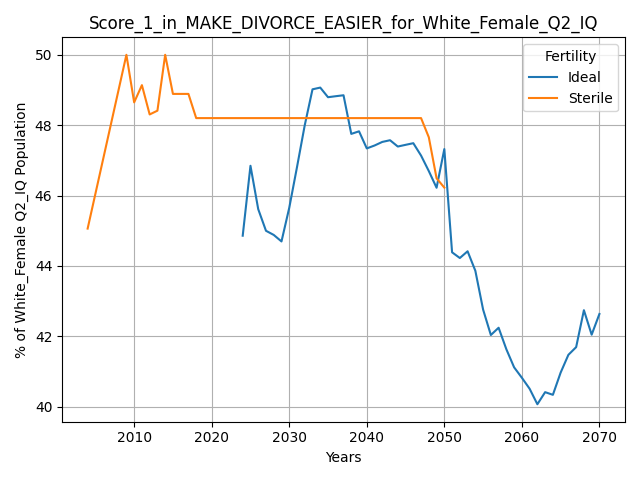 Score_1_in_MAKE_DIVORCE_EASIER_for_White_Female_Q2_IQ
Fertility
Ideal
Sterile
% of White_Female Q2_IQ Population
50
48
46
44
42
40
2010
2020
2030
2040
2050
2060
2070
Years